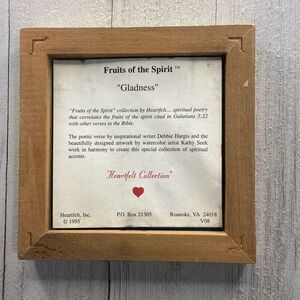 Fruits of the Spirit ™
"Gladness"
"Fruits of the Spirit" collection by Heartfelt.... spiritual poetry
that correlates the fruits of the spirit cited in Galatians 5:22
with other verses in the Bible.
The poetic verse by inspirational writer Debbie Hargis and the
beautifully designed artwork by watercolor artist Kathy Seek
work in harmony to create this special collection of spiritual
accents.
Heartfelt Collection®
Heartfelt, Inc. P.O. Box 21305 Roanoke, VA 24018
© 1995 V08